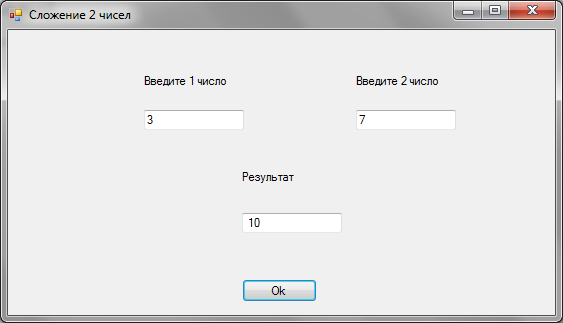 Сложение 2 чисел
Введите 1 число Введите 2 число
3 7
Результат
10
Ok